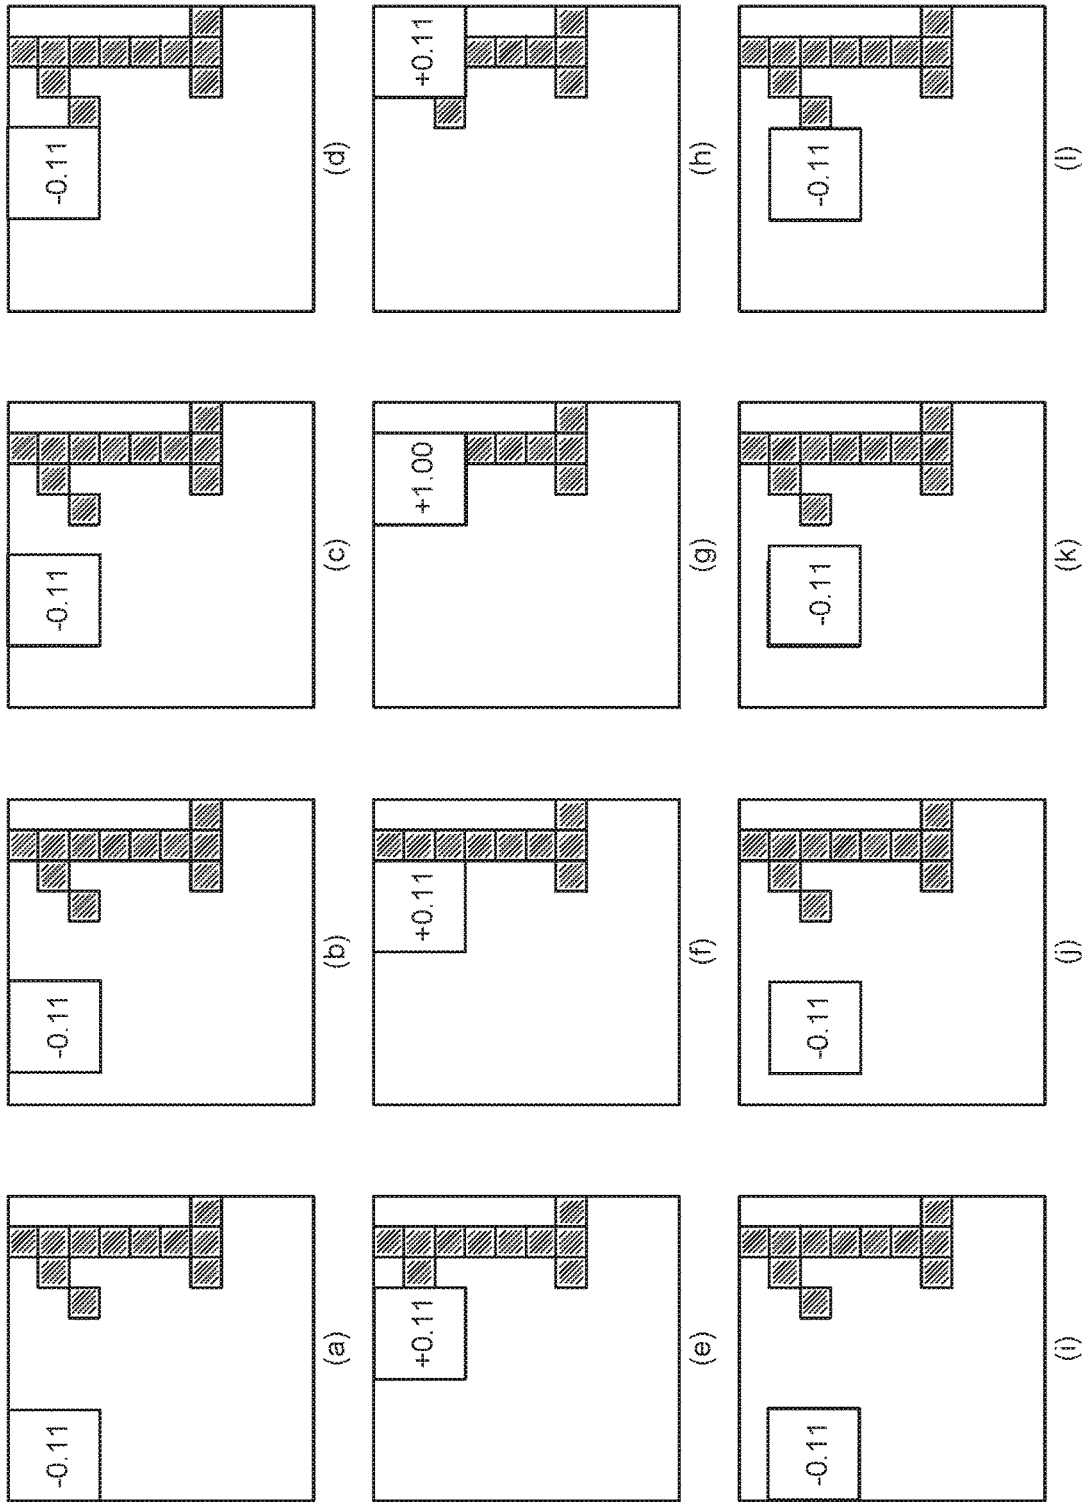 -0.11
(a)
-0.11
(b)
-0.11
(c)
-0.11
(d)
+0.11
(e)
+0.11
(f)
+1.00
(g)
+0.11
(h)
-0.11
(i)
-0.11
(j)
-0.11
(k)
-0.11
(l)